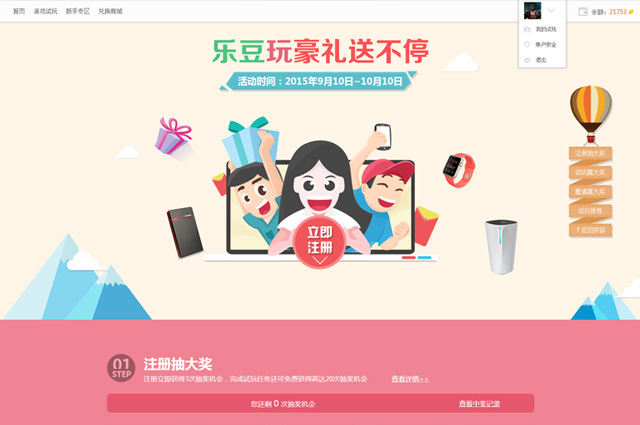 首页 游戏试玩 新手专区 兑换商城
余额：21753
我的试玩
账户安全
退出
乐豆玩豪礼送不停
活动时间：2015年9月10日~10月10日
注册抽大奖
试玩赢大奖
邀请赢大奖
试玩推荐
↑返回顶部
立即
注册
01
STEP
注册抽大奖
注册立即获得3次抽奖机会，完成试玩任务还可免费获得高达20次抽奖机会 查看详情>>
您还剩 0 次抽奖机会 查看中奖记录